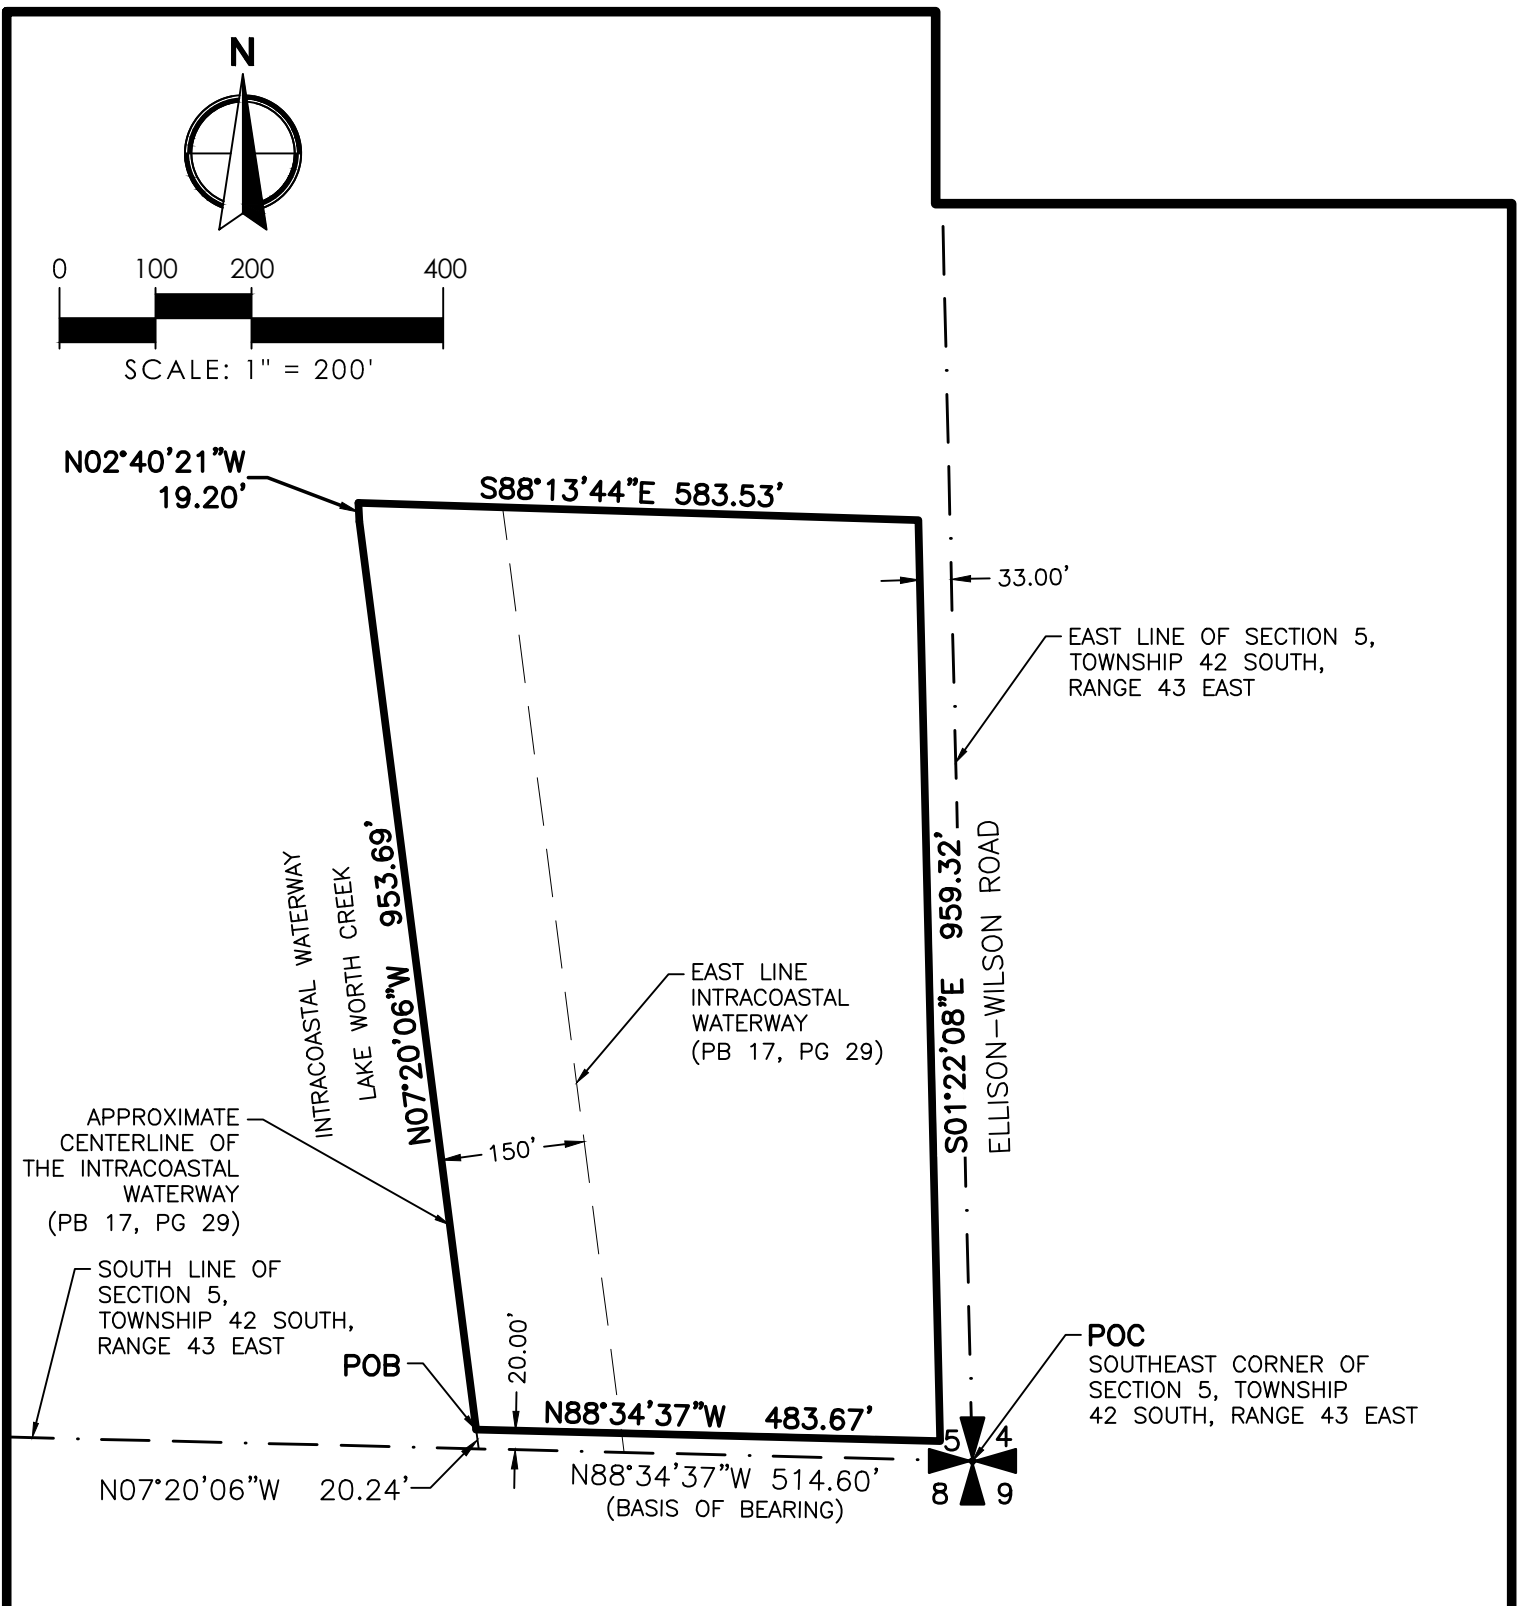 N
0 100 200 400
SCALE: 1" = 200'
N02°40'21"W
19.20'
S88°13'44"E 583.53'
33.00'
EAST LINE OF SECTION 5,
TOWNSHIP 42 SOUTH,
RANGE 43 EAST
N07°20'06"W 953.69'
INTRACOASTAL WATERWAY
LAKE WORTH CREEK
S01°22'08"E 959.32'
ELLISON-WILSON ROAD
EAST LINE
INTRACOASTAL
WATERWAY
(PB 17, PG 29)
150'
APPROXIMATE
CENTERLINE OF
THE INTRACOASTAL
WATERWAY
(PB 17, PG 29)
SOUTH LINE OF
SECTION 5,
TOWNSHIP 42 SOUTH,
RANGE 43 EAST
POB
20.00'
N88°34'37"W 483.67'
POC
SOUTHEAST CORNER OF
SECTION 5, TOWNSHIP
42 SOUTH, RANGE 43 EAST
5 4
8 9
N07°20'06"W 20.24'
N88°34'37"W 514.60'
(BASIS OF BEARING)